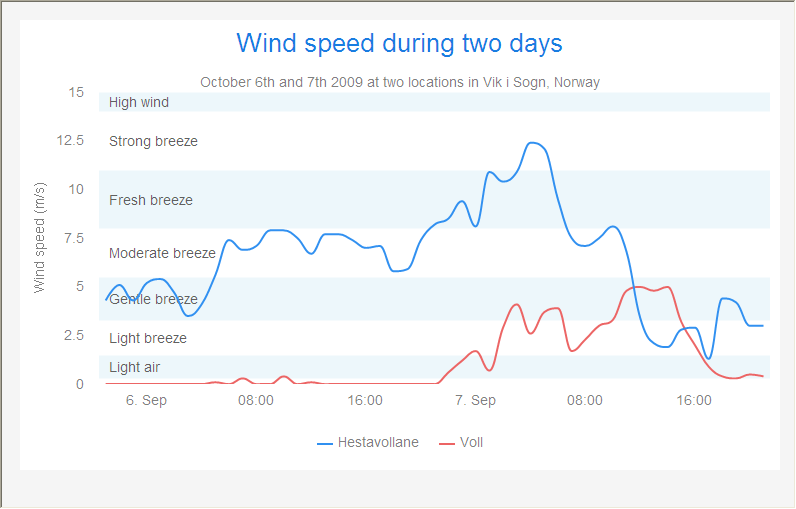 Wind speed during two days
October 6th and 7th 2009 at two locations in Vik i Sogn, Norway
Wind speed (m/s)
15
12.5
10
7.5
5
2.5
0
High wind
Strong breeze
Fresh breeze
Moderate breeze
Gentle breeze
Light breeze
Light air
6. Sep 08:00 16:00 7. Sep 08:00 16:00
Hestavollane Voll